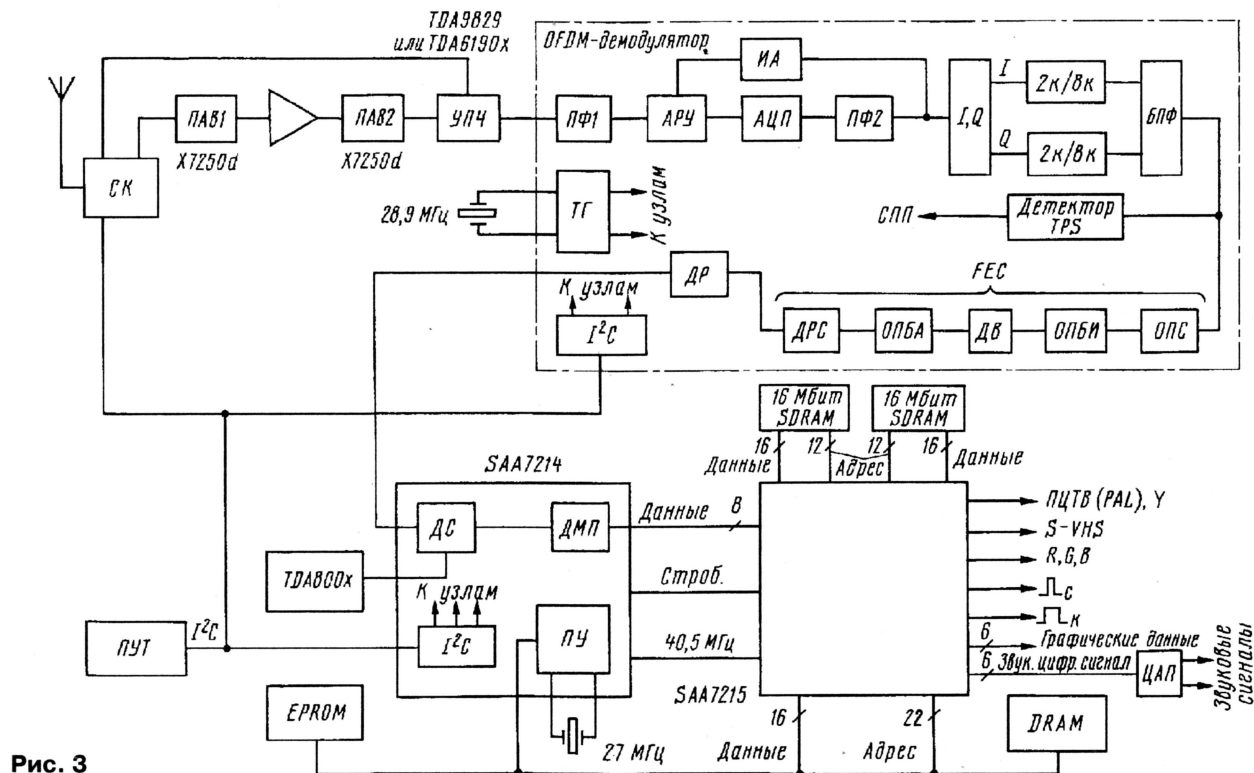 TDA9829
или TDA6190x
OFDM-демодулятор
ИА
ПАВ1
ПАВ2
УПЧ
ПФ1
АРУ
АЦП
ПФ2
I,Q
I
2к/8к
Q
2к/8к
БПФ
X7250d
X7250d
СК
28,9 МГц
ТГ
К узлам
СПП
Детектор
TPS
ДР
FEC
К узлам
I²C
ДРС
ОПБА
ДВ
ОПБИ
ОПС
16 Мбит
SDRAM
16 Мбит
SDRAM
16
12
12
16
Данные
Адрес
Данные
SAA7214
ДС
ДМП
Данные
8
ПЦТВ (PAL), Y
S-VHS
R,G,B
С
К
TDA800x
К узлам
Строб.
ПУТ
I²C
I²C
ПУ
40,5 МГц
6
Графические данные
6
Звук. цифр. сигнал
ЦАП
Звуковые
сигналы
SAA7215
EPROM
27 МГц
16
22
Данные
Адрес
DRAM
Рис. 3